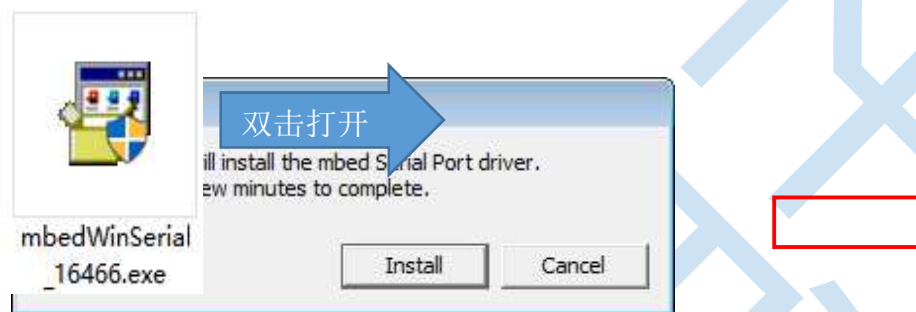 双击打开
ill install the mbed Serial Port driver.
ew minutes to complete.
mbedWinSerial
_16466.exe
Install
Cancel